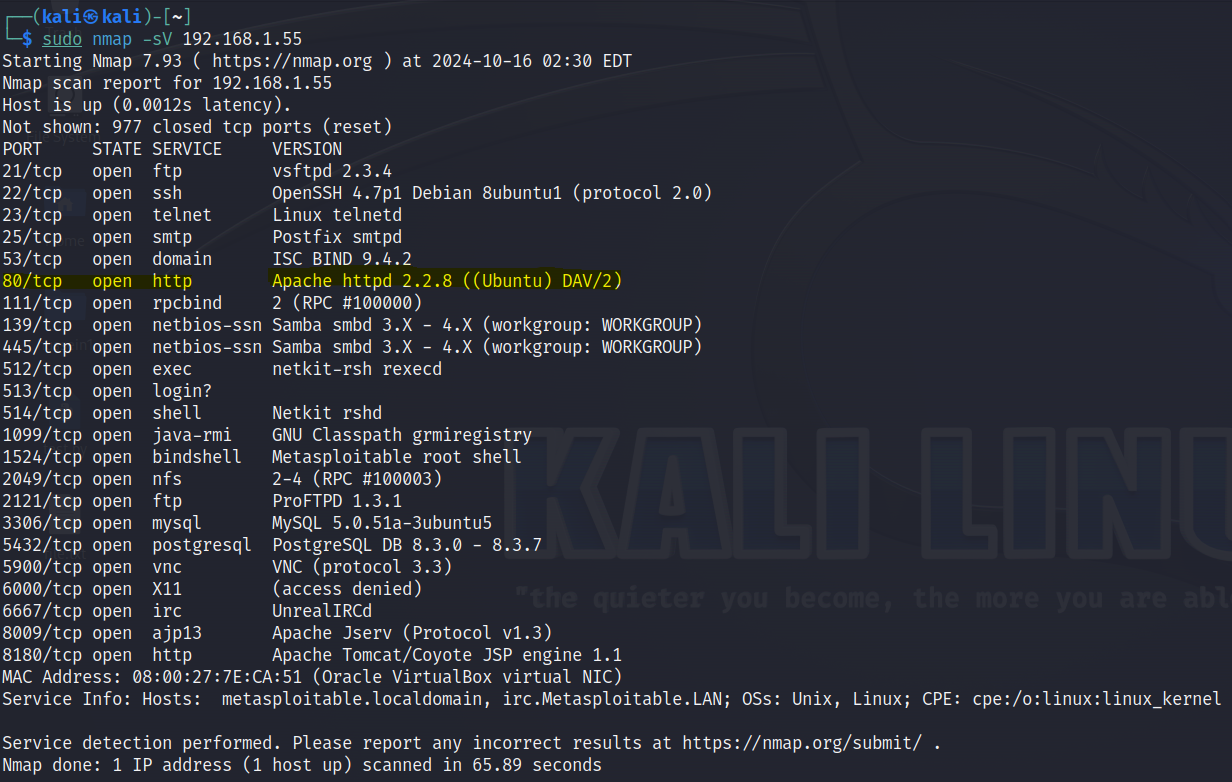 ┌──(kali㉿kali)-[~]
└─$ sudo nmap -sV 192.168.1.55
Starting Nmap 7.93 ( https://nmap.org ) at 2024-10-16 02:30 EDT
Nmap scan report for 192.168.1.55
Host is up (0.0012s latency).
Not shown: 977 closed tcp ports (reset)
PORT     STATE SERVICE     VERSION
21/tcp   open  ftp         vsftpd 2.3.4
22/tcp   open  ssh         OpenSSH 4.7p1 Debian 8ubuntu1 (protocol 2.0)
23/tcp   open  telnet      Linux telnetd
25/tcp   open  smtp        Postfix smtpd
53/tcp   open  domain      ISC BIND 9.4.2
80/tcp   open  http        Apache httpd 2.2.8 ((Ubuntu) DAV/2)
111/tcp  open  rpcbind     2 (RPC #100000)
139/tcp  open  netbios-ssn Samba smbd 3.X - 4.X (workgroup: WORKGROUP)
445/tcp  open  netbios-ssn Samba smbd 3.X - 4.X (workgroup: WORKGROUP)
512/tcp  open  exec        netkit-rsh rexecd
513/tcp  open  login?
514/tcp  open  shell       Netkit rshd
1099/tcp open  java-rmi    GNU Classpath grmiregistry
1524/tcp open  bindshell   Metasploitable root shell
2049/tcp open  nfs         2-4 (RPC #100003)
2121/tcp open  ftp         ProFTPD 1.3.1
3306/tcp open  mysql       MySQL 5.0.51a-3ubuntu5
5432/tcp open  postgresql  PostgreSQL DB 8.3.0 - 8.3.7
5900/tcp open  vnc         VNC (protocol 3.3)
6000/tcp open  X11         (access denied)
6667/tcp open  irc         UnrealIRCd
8009/tcp open  ajp13       Apache Jserv (Protocol v1.3)
8180/tcp open  http        Apache Tomcat/Coyote JSP engine 1.1
MAC Address: 08:00:27:7E:CA:51 (Oracle VirtualBox virtual NIC)
Service Info: Hosts:  metasploitable.localdomain, irc.Metasploitable.LAN; OSs: Unix, Linux; CPE: cpe:/o:linux:linux_kernel

Service detection performed. Please report any incorrect results at https://nmap.org/submit/ .
Nmap done: 1 IP address (1 host up) scanned in 65.89 seconds
KALI LINU
"the quieter you become, the more you are abl